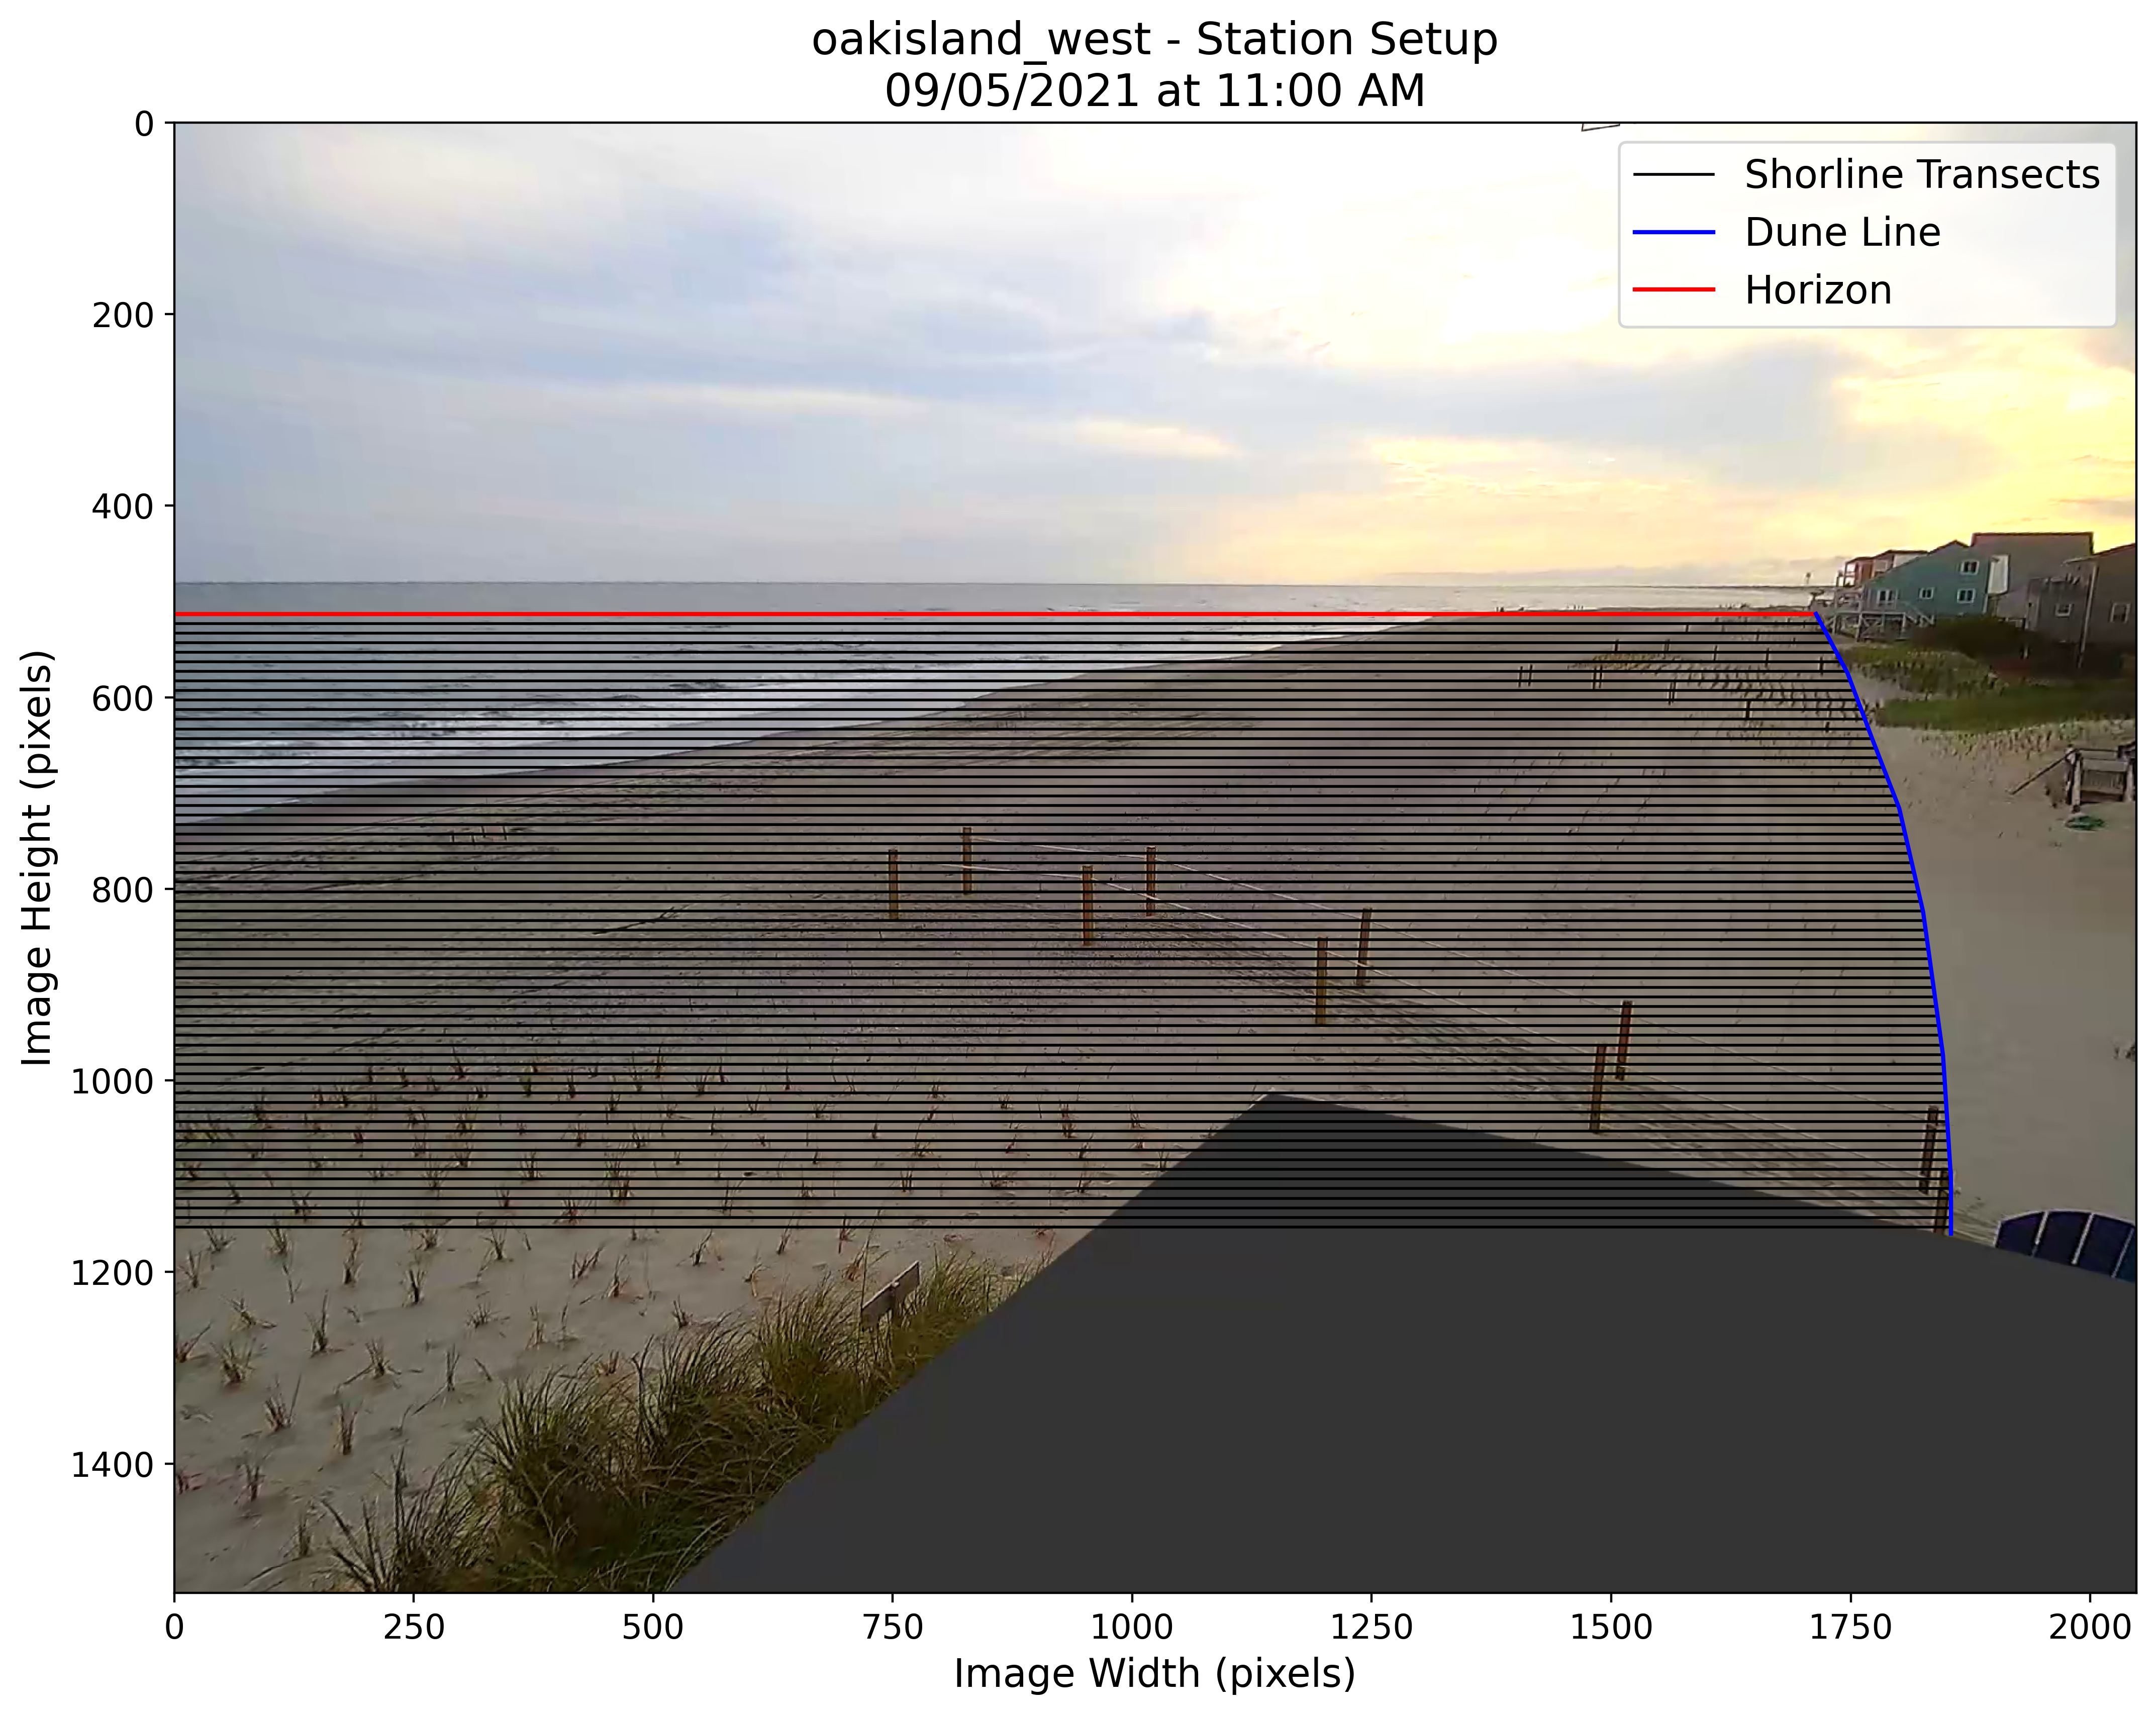 oakisland_west - Station Setup
09/05/2021 at 11:00 AM
Shorline Transects
Dune Line
Horizon
Image Height (pixels)
0
200
400
600
800
1000
1200
1400
0 250 500 750 1000 1250 1500 1750 2000
Image Width (pixels)